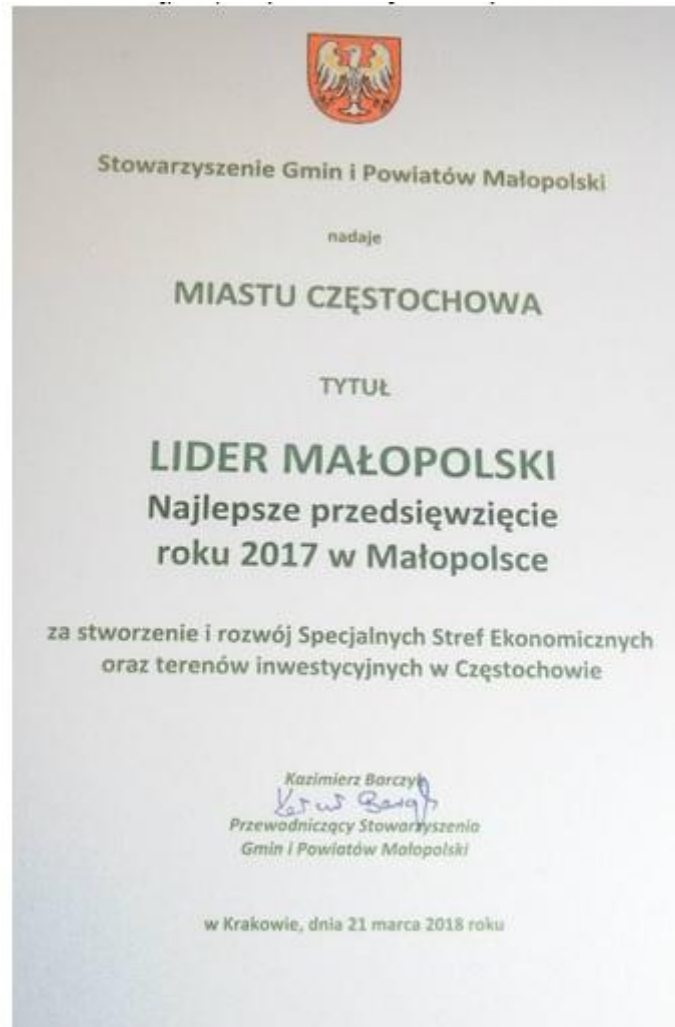 Stowarzyszenie Gmin i Powiatów Małopolski
nadaje
MIASTU CZĘSTOCHOWA
TYTUŁ
LIDER MAŁOPOLSKI
Najlepsze przedsięwzięcie
roku 2017 w Małopolsce
za stworzenie i rozwój Specjalnych Stref Ekonomicznych
oraz terenów inwestycyjnych w Częstochowie
Kazimierz Barczyk
Przewodniczący Stowarzyszenia
Gmin i Powiatów Małopolski
w Krakowie, dnia 21 marca 2018 roku